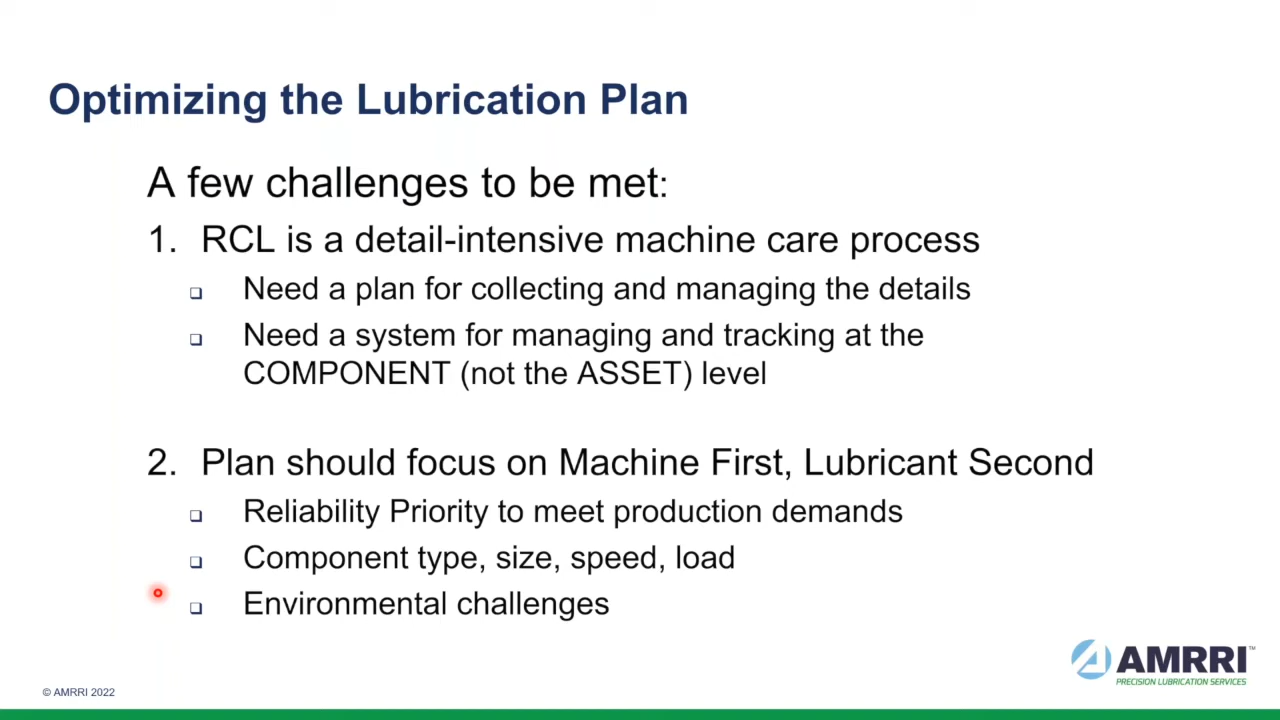 Optimizing the Lubrication Plan
A few challenges to be met:
1. RCL is a detail-intensive machine care process
❑ Need a plan for collecting and managing the details
❑ Need a system for managing and tracking at the
COMPONENT (not the ASSET) level
2. Plan should focus on Machine First, Lubricant Second
❑ Reliability Priority to meet production demands
❑ Component type, size, speed, load
❑ Environmental challenges
AMRRI™
PRECISION LUBRICATION SERVICES
© AMRRI 2022